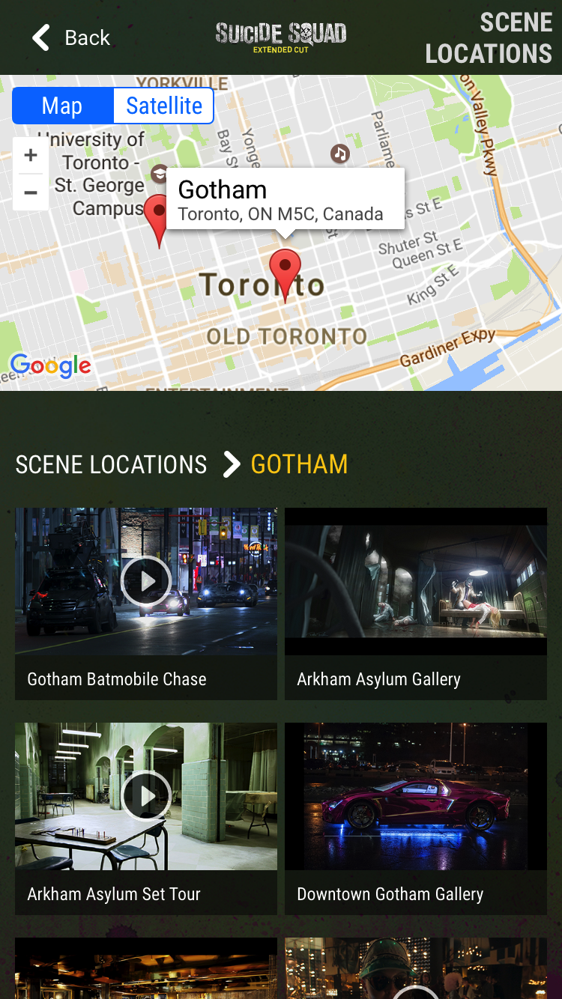 Back
SUICIDE SQUAD
EXTENDED CUT
SCENE
LOCATIONS
YORKVILLE
Map
Satellite
University of
Toronto -
St. George
Campus
Bay St
Yonge
Parliame
on Valley Pkwy
+
−
Gotham
Toronto, ON M5C, Canada
s St E
Shuter St
Queen St E
King St E
Toronto
OLD TORONTO
Gardiner Expy
Google
ENTERTAINMENT
SCENE LOCATIONS
GOTHAM
Gotham Batmobile Chase
Arkham Asylum Gallery
Arkham Asylum Set Tour
Downtown Gotham Gallery